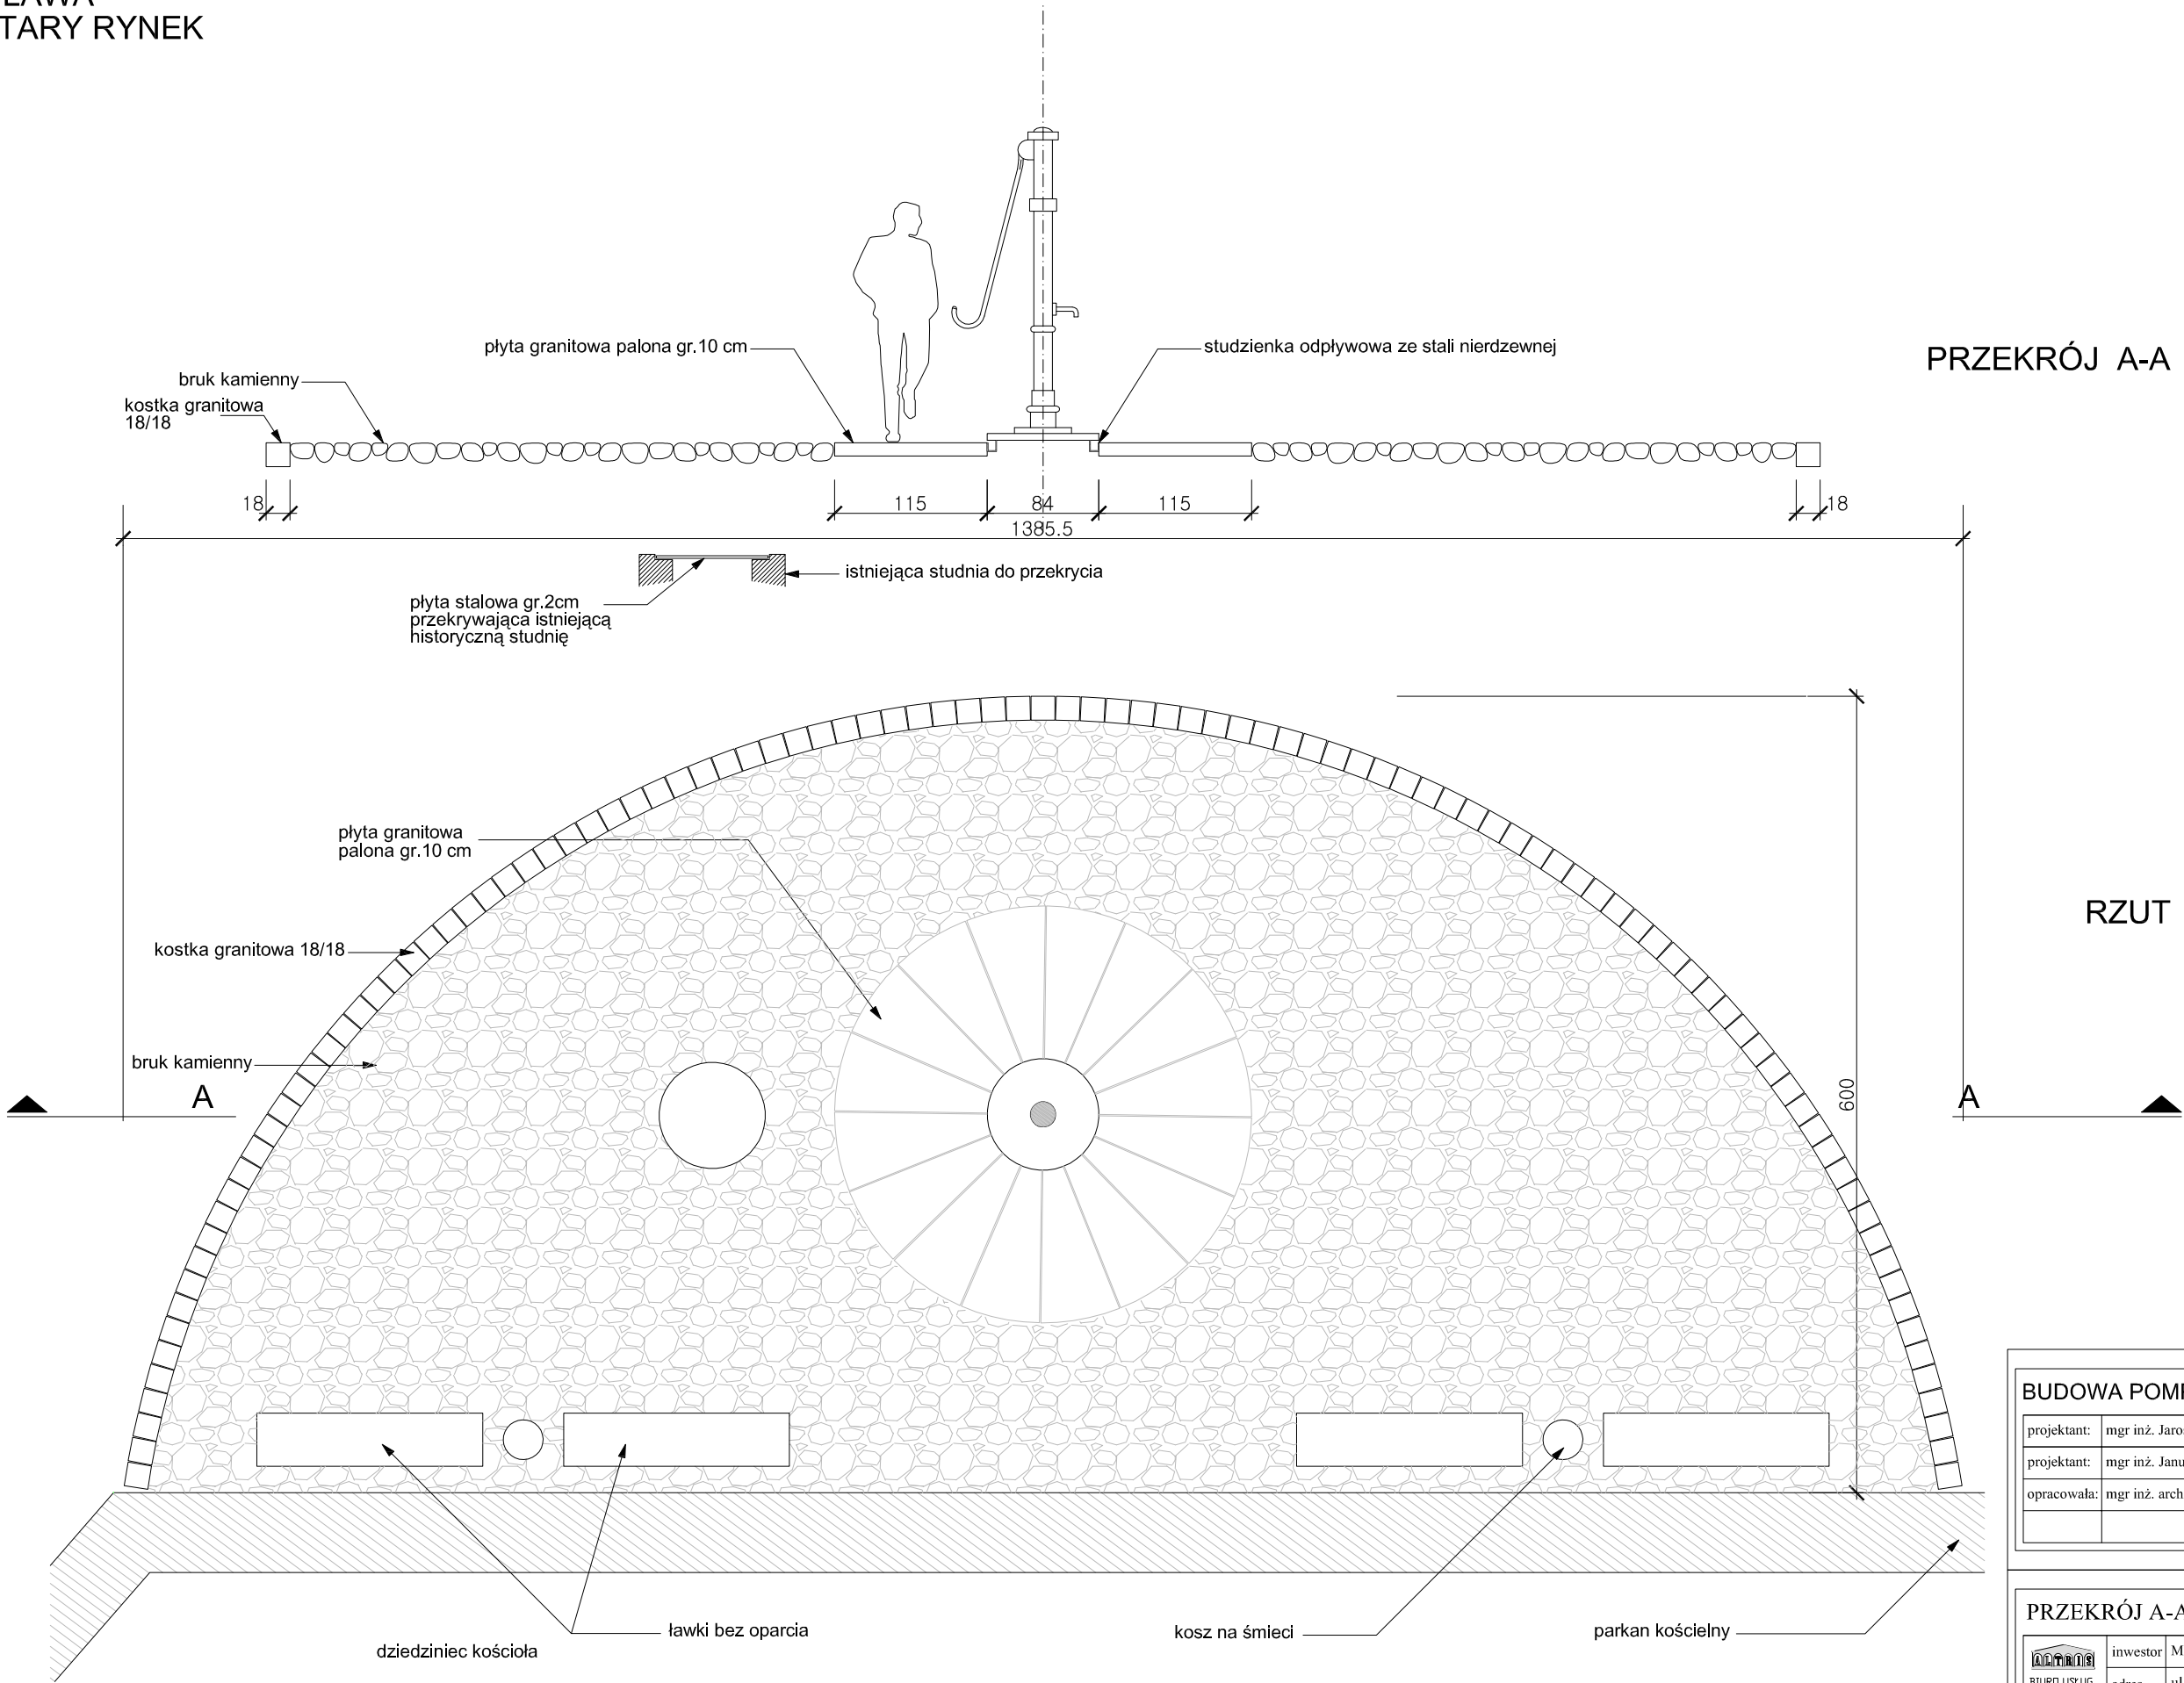 ŁAWA
TARY RYNEK
płyta granitowa palona gr.10 cm
studzienka odpływowa ze stali nierdzewnej
PRZEKRÓJ A-A
bruk kamienny
kostka granitowa
18/18
18
115
84
115
18
1385.5
istniejąca studnia do przekrycia
płyta stalowa gr.2cm
przekrywająca istniejącą
historyczną studnię
płyta granitowa
palona gr.10 cm
RZUT
kostka granitowa 18/18
bruk kamienny
A
A
600
ławki bez oparcia
kosz na śmieci
parkan kościelny
dziedziniec kościoła
BUDOWA
projektant: mgr inż.
projektant: mgr inż.
opracowała: mgr inż. arch
PRZEKRÓJ A-A
ALTRIS
BIURO USŁUG
inwestor